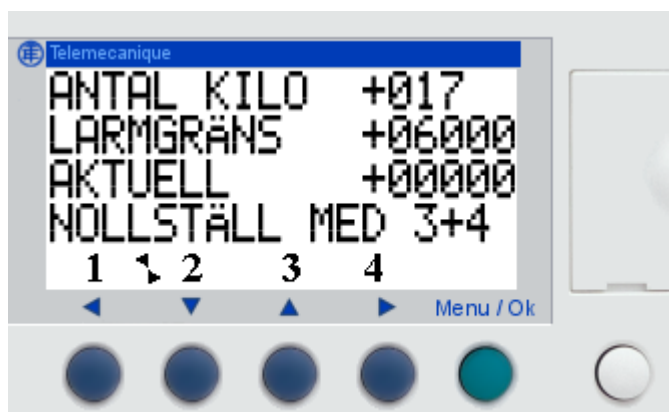 Telemecanique
ANTAL KILO +017
LARMGRÄNS +06000
AKTUELL +00000
NOLLSTÄLL MED 3+4
1 2 3 4
Menu / Ok